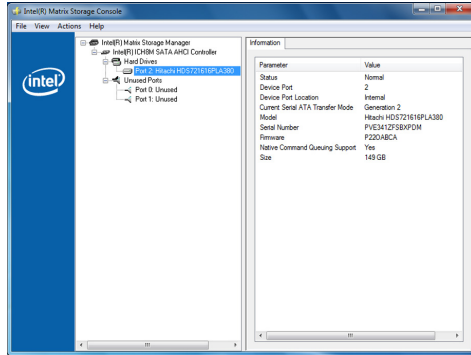 Intel(R) Matrix Storage Console
File View Actions Help
intel
Intel(R) Matrix Storage Manager
Intel(R) ICH8M SATA AHCI Controller
Hard Drives
Port 2: Hitachi HDS721616PLA380
Unused Ports
Port 0: Unused
Port 1: Unused
Information
Parameter Value
Status Normal
Device Port 2
Device Port Location Internal
Current Serial ATA Transfer Mode Generation 2
Model Hitachi HDS721616PLA380
Serial Number PVE341ZFSBXPDM
Firmware P22OABCA
Native Command Queuing Support Yes
Size 149 GB